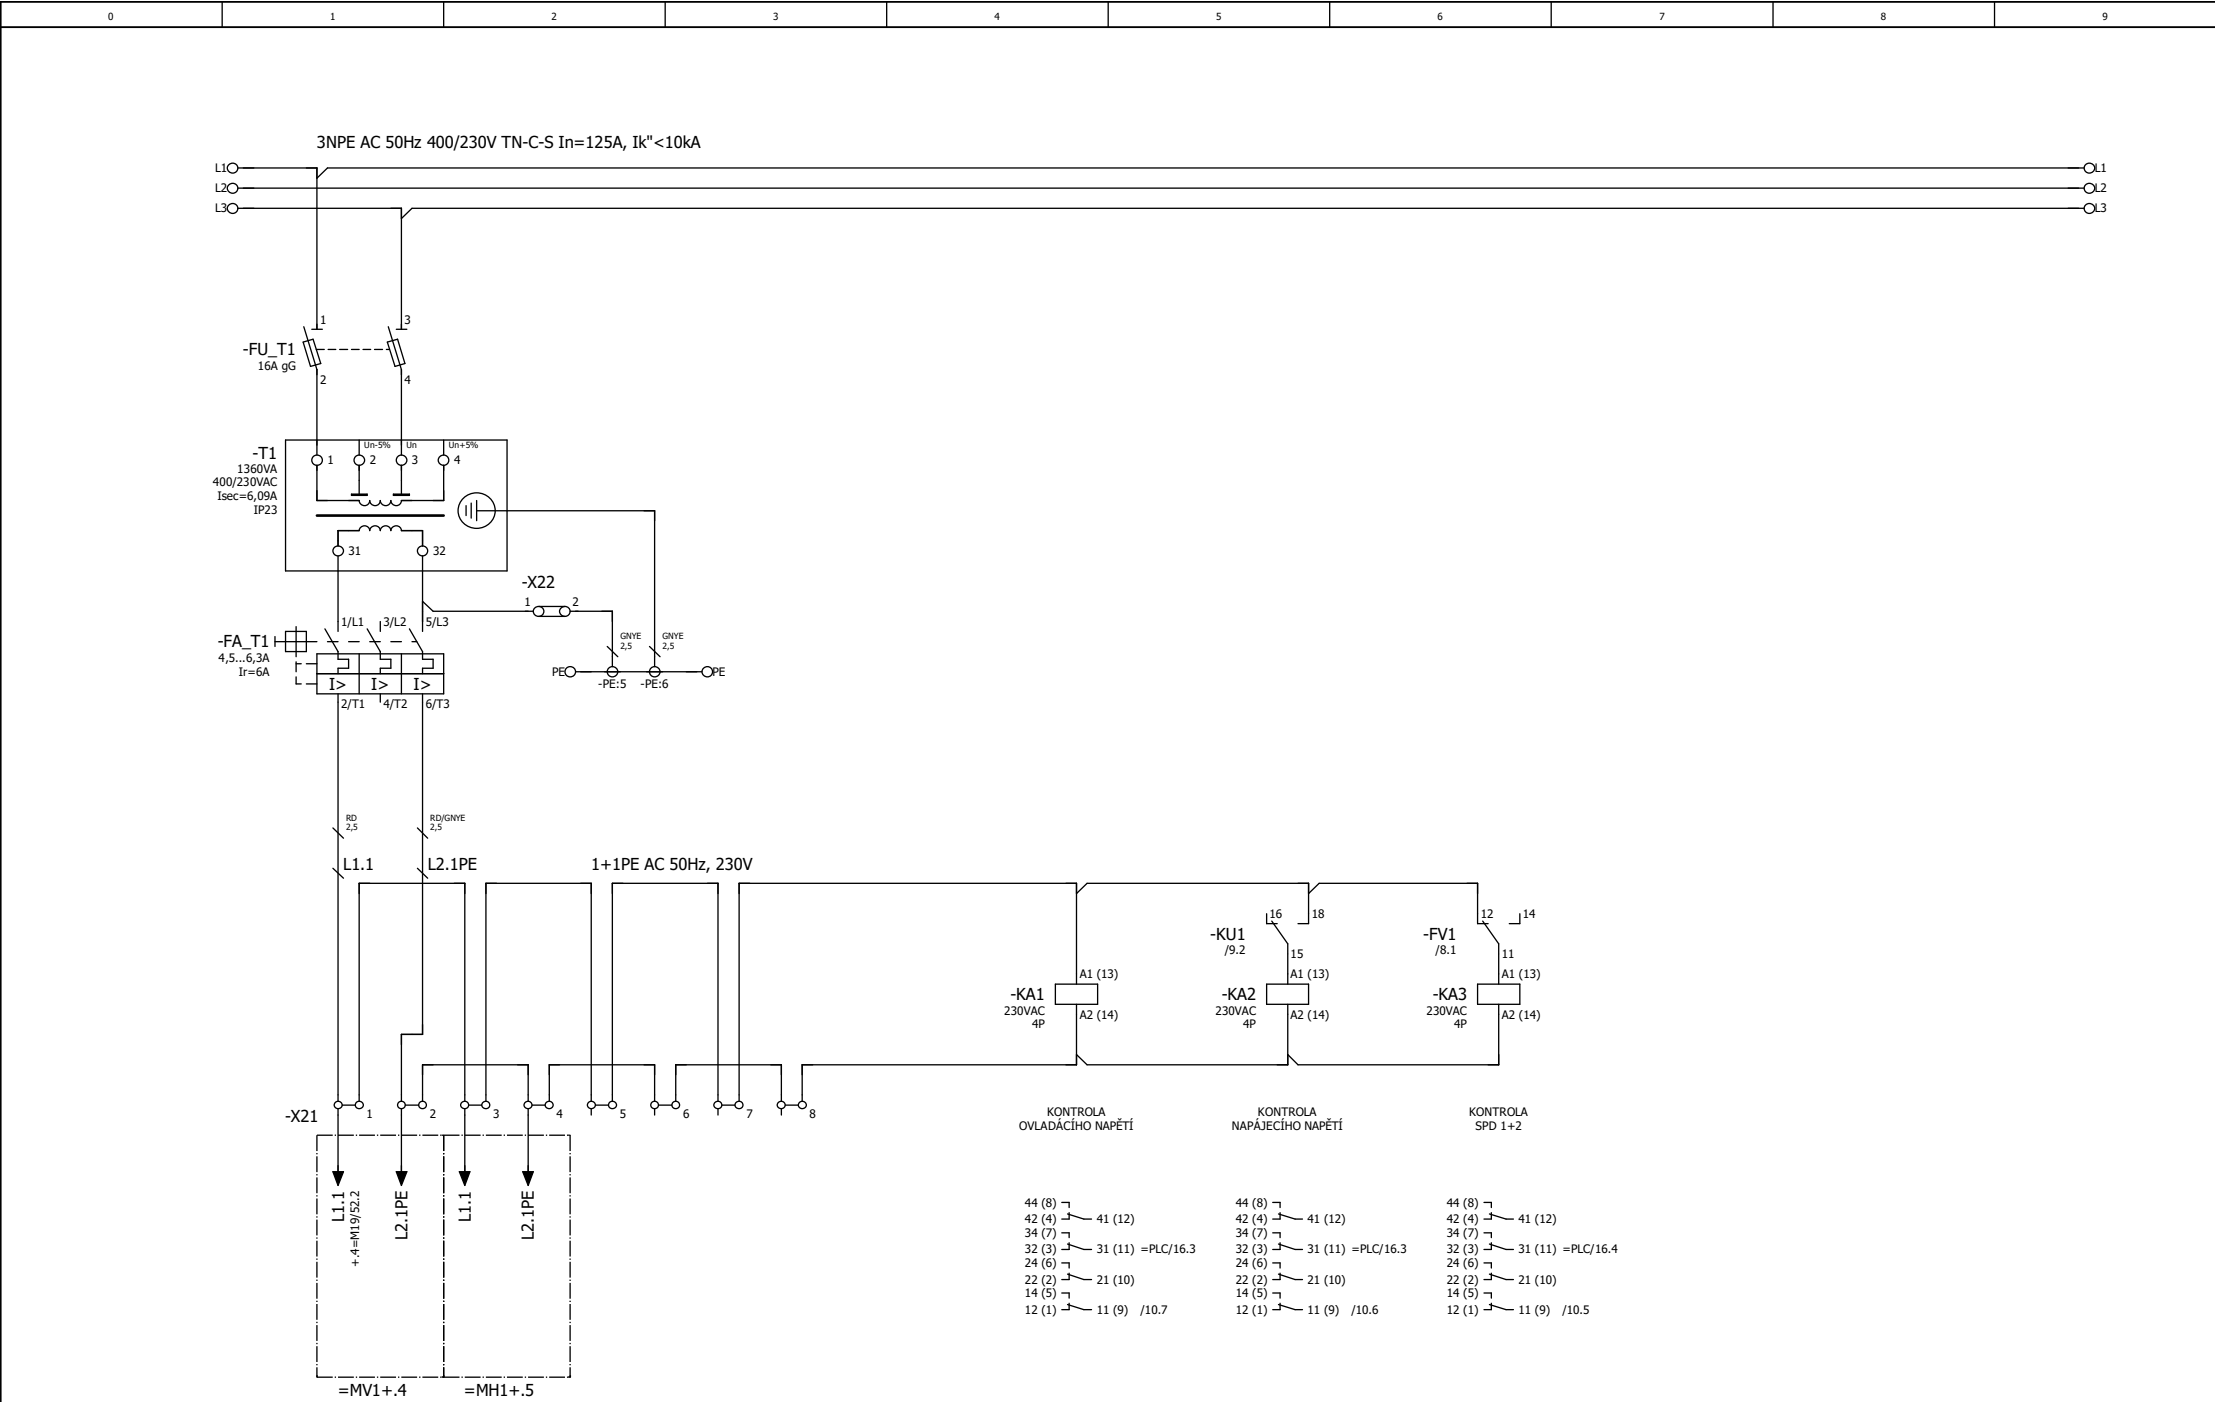 0 1 2 3 4 5 6 7 8 9
3NPE AC 50Hz 400/230V TN-C-S In=125A, Ik"<10kA
L1 L1
L2 L2
L3 L3
1 3
-FU_T1
16A gG
2 4
-T1
1360VA
400/230VAC
Isec=6,09A
IP23
Un-5% Un Un+5%
1 2 3 4
31 32
-X22
1 2
-FA_T1
4,5...6,3A
Ir=6A
1/L1 3/L2 5/L3
I> I> I>
2/T1 4/T2 6/T3
GNYE
2,5
GNYE
2,5
PE PE
-PE:5 -PE:6
RD
2,5
RD/GNYE
2,5
L1.1 L2.1PE 1+1PE AC 50Hz, 230V
16 18
-KU1
/9.2
15
12 14
-FV1
/8.1
11
A1 (13)
-KA1
230VAC
4P
A2 (14)
A1 (13)
-KA2
230VAC
4P
A2 (14)
A1 (13)
-KA3
230VAC
4P
A2 (14)
-X21 1 2 3 4 5 6 7 8
KONTROLA
OVLADÁCÍHO NAPĚTÍ
KONTROLA
NAPÁJECÍHO NAPĚTÍ
KONTROLA
SPD 1+2
L1.1
+.4=M19/52.2
L2.1PE
L1.1
L2.1PE
44 (8)
42 (4) 41 (12)
34 (7)
32 (3) 31 (11) =PLC/16.3
24 (6)
22 (2) 21 (10)
14 (5)
12 (1) 11 (9) /10.7
44 (8)
42 (4) 41 (12)
34 (7)
32 (3) 31 (11) =PLC/16.3
24 (6)
22 (2) 21 (10)
14 (5)
12 (1) 11 (9) /10.6
44 (8)
42 (4) 41 (12)
34 (7)
32 (3) 31 (11) =PLC/16.4
24 (6)
22 (2) 21 (10)
14 (5)
12 (1) 11 (9) /10.5
=MV1+.4 =MH1+.5